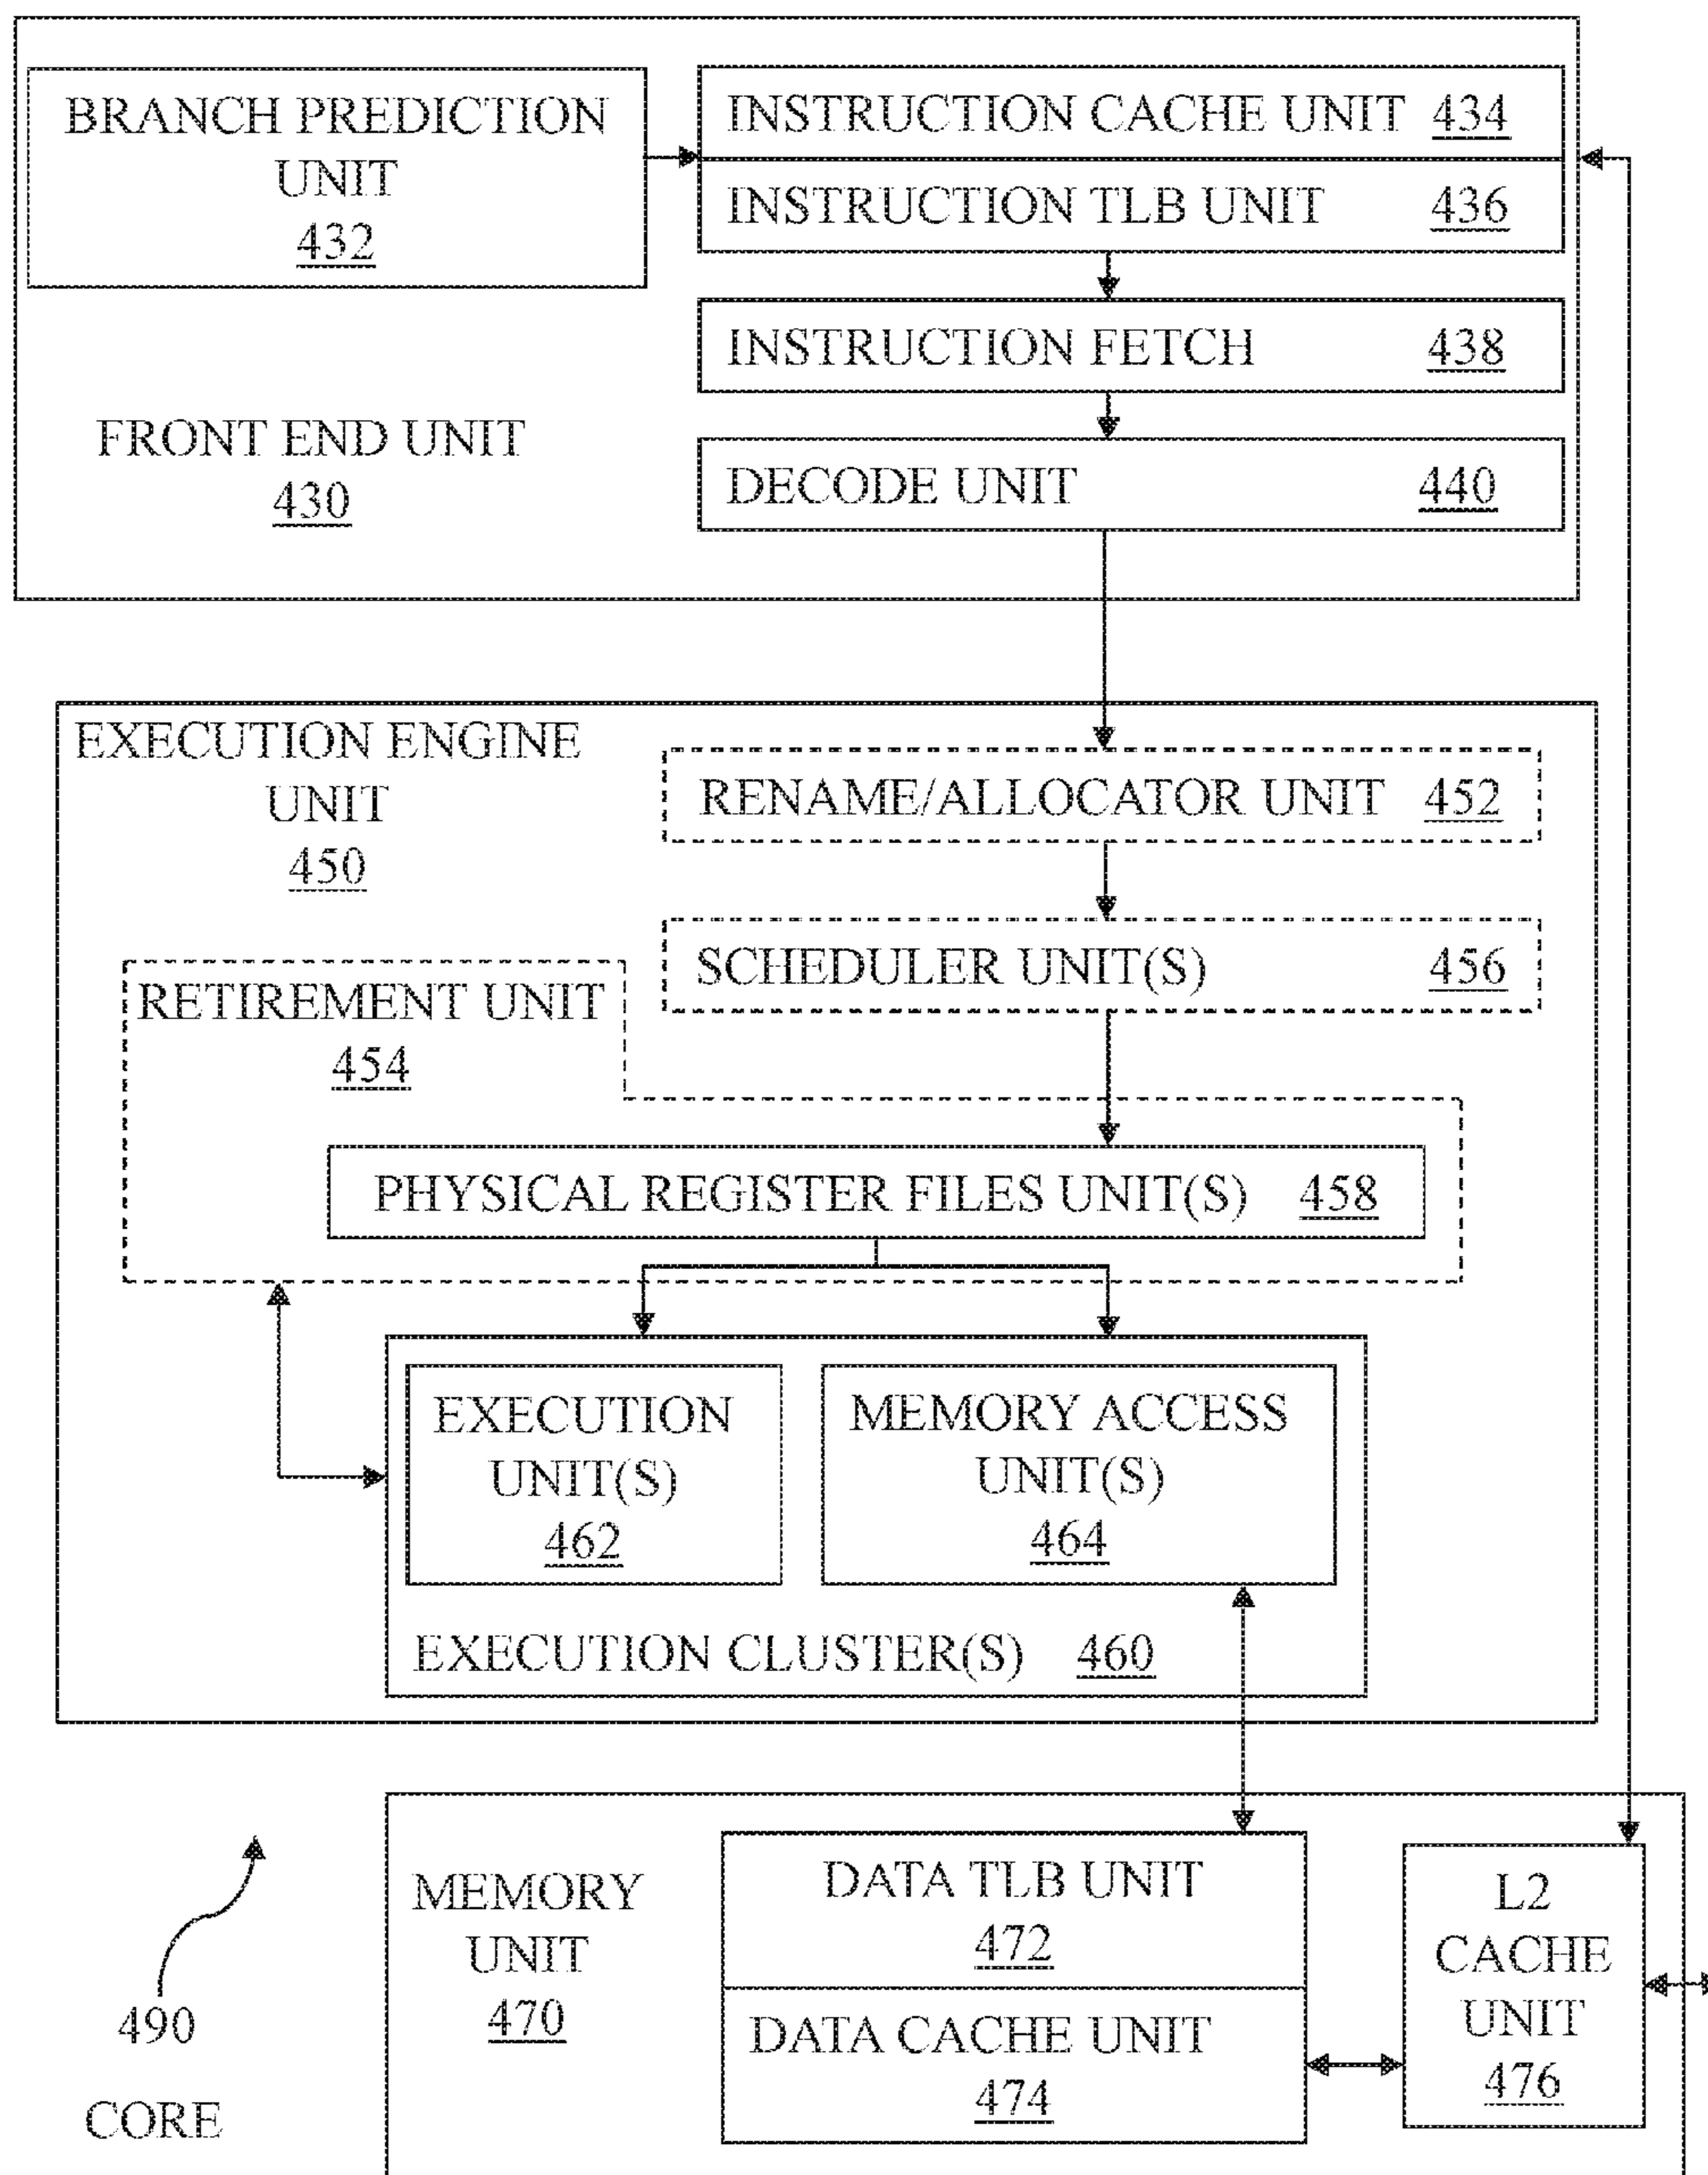 BRANCH PREDICTION
UNIT
432
INSTRUCTION CACHE UNIT 434
INSTRUCTION TLB UNIT 436
INSTRUCTION FETCH 438
FRONT END UNIT
430
DECODE UNIT 440
EXECUTION ENGINE
UNIT
450
RENAME/ALLOCATOR UNIT 452
SCHEDULER UNIT(S) 456
RETIREMENT UNIT
454
PHYSICAL REGISTER FILES UNIT(S) 458
EXECUTION
UNIT(S)
462
MEMORY ACCESS
UNIT(S)
464
EXECUTION CLUSTER(S) 460
490
CORE
MEMORY
UNIT
470
DATA TLB UNIT
472
DATA CACHE UNIT
474
L2
CACHE
UNIT
476